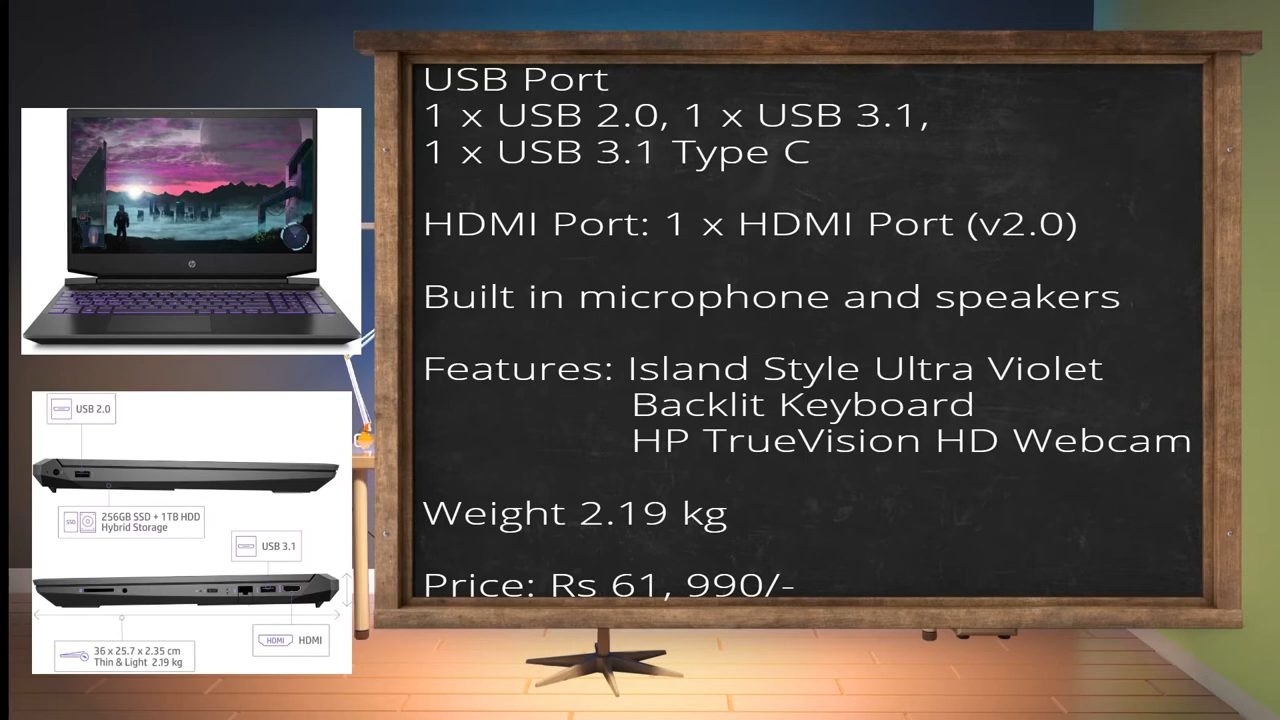 USB Port
1 x USB 2.0, 1 x USB 3.1,
1 x USB 3.1 Type C
HDMI Port: 1 x HDMI Port (v2.0)
Built in microphone and speakers
Features: Island Style Ultra Violet
Backlit Keyboard
HP TrueVision HD Webcam
Weight 2.19 kg
Price: Rs 61, 990/-
hp
USB 2.0
SSD
256GB SSD + 1TB HDD
Hybrid Storage
USB 3.1
HDMI
HDMI
36 x 25.7 x 2.35 cm
Thin & Light 2.19 kg